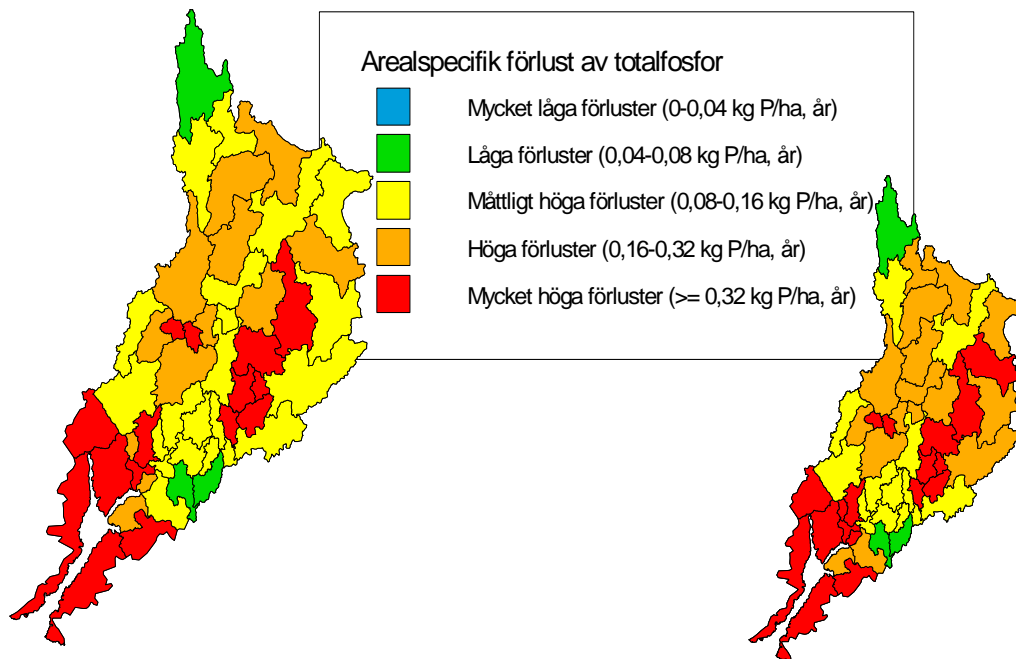 Arealspecifik förlust av totalfosfor
Mycket låga förluster (0-0,04 kg P/ha, år)
Låga förluster (0,04-0,08 kg P/ha, år)
Måttligt höga förluster (0,08-0,16 kg P/ha, år)
Höga förluster (0,16-0,32 kg P/ha, år)
Mycket höga förluster (>= 0,32 kg P/ha, år)